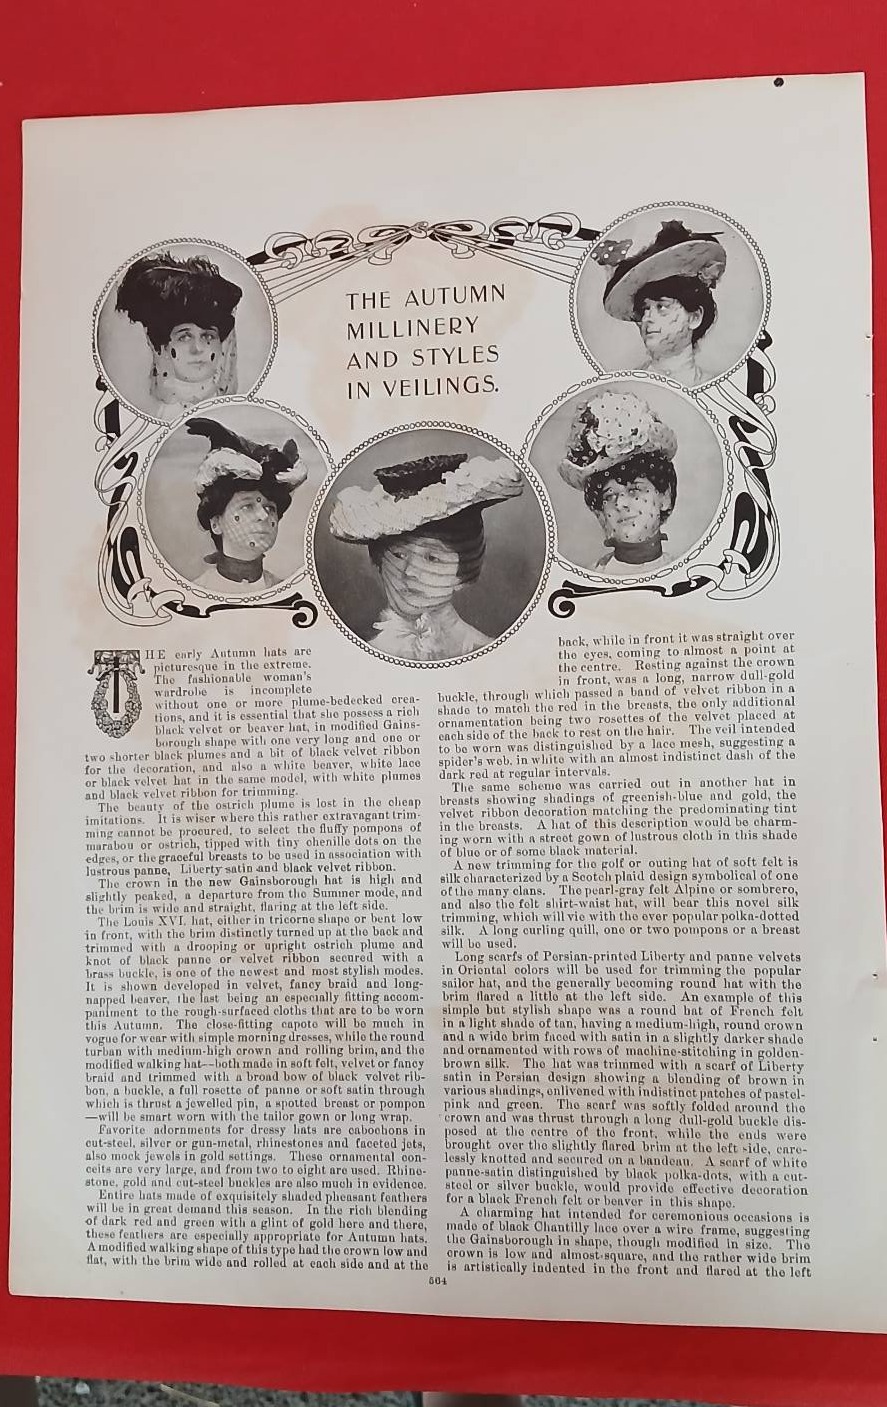 THE AUTUMN
MILLINERY
AND STYLES
IN VEILINGS.
THE early Autumn hats are
picturesque in the extreme.
The fashionable woman's
wardrobe is incomplete
without one or more plume-bedecked crea-
tions, and it is essential that she possess a rich
black velvet or beaver hat, in modified Gains-
borough shape with one very long and one or
two shorter black plumes and a bit of black velvet ribbon
for the decoration, and also a white beaver, white lace
or black velvet hat in the same model, with white plumes
and black velvet ribbon for trimming.
The beauty of the ostrich plume is lost in the cheap
imitations. It is wiser where this rather extravagant trim-
ming cannot be procured, to select the fluffy pompons of
marabou or ostrich, tipped with tiny chenille dots on the
edges, or the graceful breasts to be used in association with
lustrous panne, Liberty satin and black velvet ribbon.
The crown in the new Gainsborough hat is high and
slightly peaked, a departure from the Summer mode, and
the brim is wide and straight, flaring at the left side.
The Louis XVI. hat, either in tricorne shape or bent low
in front, with the brim distinctly turned up at the back and
trimmed with a drooping or upright ostrich plume and
knot of black panne or velvet ribbon secured with a
brass buckle, is one of the newest and most stylish modes.
It is shown developed in velvet, fancy braid and long-
napped beaver, the last being an especially fitting accom-
paniment to the rough-surfaced cloths that are to be worn
this Autumn. The close-fitting capote will be much in
vogue for wear with simple morning dresses, while the round
turban with medium-high crown and rolling brim, and the
modified walking hat—both made in soft felt, velvet or fancy
braid and trimmed with a broad bow of black velvet rib-
bon, a buckle, a full rosette of panne or soft satin through
which is thrust a jewelled pin, a spotted breast or pompon
—will be smart worn with the tailor gown or long wrap.
Favorite adornments for dressy hats are cabochons in
cut-steel, silver or gun-metal, rhinestones and faceted jets,
also mock jewels in gold settings. These ornamental con-
ceits are very large, and from two to eight are used. Rhine-
stone, gold and cut-steel buckles are also much in evidence.
Entire hats made of exquisitely shaded pheasant feathers
will be in great demand this season. In the rich blending
of dark red and green with a glint of gold here and there,
these feathers are especially appropriate for Autumn hats.
A modified walking shape of this type had the crown low and
flat, with the brim wide and rolled at each side and at the
back, while in front it was straight over
the eyes, coming to almost a point at
the centre. Resting against the crown
in front, was a long, narrow dull-gold
buckle, through which passed a band of velvet ribbon in a
shade to match the red in the breasts, the only additional
ornamentation being two rosettes of the velvet placed at
each side of the back to rest on the hair. The veil intended
to be worn was distinguished by a lace mesh, suggesting a
spider's web, in white with an almost indistinct dash of the
dark red at regular intervals.
The same scheme was carried out in another hat in
breasts showing shadings of greenish-blue and gold, the
velvet ribbon decoration matching the predominating tint
in the breasts. A hat of this description would be charm-
ing worn with a street gown of lustrous cloth in this shade
of blue or of some black material.
A new trimming for the golf or outing hat of soft felt is
silk characterized by a Scotch plaid design symbolical of one
of the many clans. The pearl-gray felt Alpine or sombrero,
and also the felt shirt-waist hat, will bear this novel silk
trimming, which will vie with the ever popular polka-dotted
silk. A long curling quill, one or two pompons or a breast
will be used.
Long scarfs of Persian-printed Liberty and panne velvets
in Oriental colors will be used for trimming the popular
sailor hat, and the generally becoming round hat with the
brim flared a little at the left side. An example of this
simple but stylish shape was a round hat of French felt
in a light shade of tan, having a medium-high, round crown
and a wide brim faced with satin in a slightly darker shade
and ornamented with rows of machine-stitching in golden-
brown silk. The hat was trimmed with a scarf of Liberty
satin in Persian design showing a blending of brown in
various shadings, enlivened with indistinct patches of pastel-
pink and green. The scarf was softly folded around the
crown and was thrust through a long dull-gold buckle dis-
posed at the centre of the front, while the ends were
brought over the slightly flared brim at the left side, care-
lessly knotted and secured on a bandeau. A scarf of white
panne-satin distinguished by black polka-dots, with a cut-
steel or silver buckle, would provide effective decoration
for a black French felt or beaver in this shape.
A charming hat intended for ceremonious occasions is
made of black Chantilly lace over a wire frame, suggesting
the Gainsborough in shape, though modified in size. The
crown is low and almost-square, and the rather wide brim
is artistically indented in the front and flared at the left
564